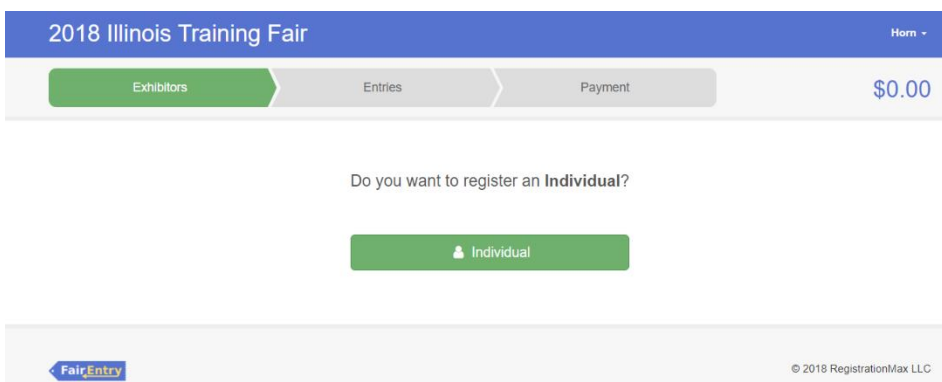 2018 Illinois Training Fair
Horn
Exhibitors
Entries
Payment
$0.00
Do you want to register an Individual?
Individual
FairEntry
© 2018 RegistrationMax LLC